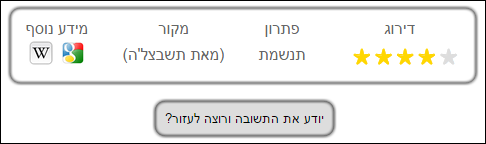 דירוג פתרון מקור מידע נוסף
תנשמת (מאת תשבצל'ה) W
יודע את התשובה ורוצה לעזור?